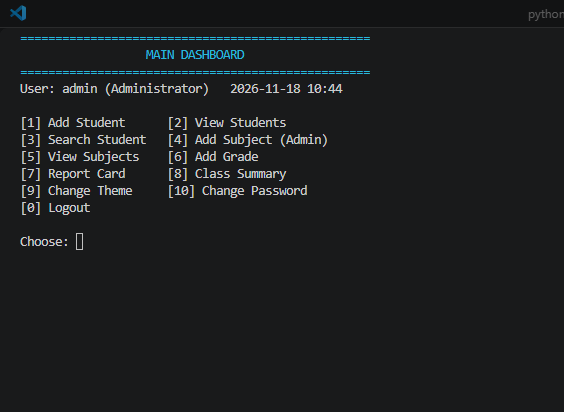 python
==================================================
MAIN DASHBOARD
==================================================
User: admin (Administrator)   2026-11-18 10:44
[1] Add Student      [2] View Students
[3] Search Student   [4] Add Subject (Admin)
[5] View Subjects    [6] Add Grade
[7] Report Card      [8] Class Summary
[9] Change Theme     [10] Change Password
[0] Logout
Choose: